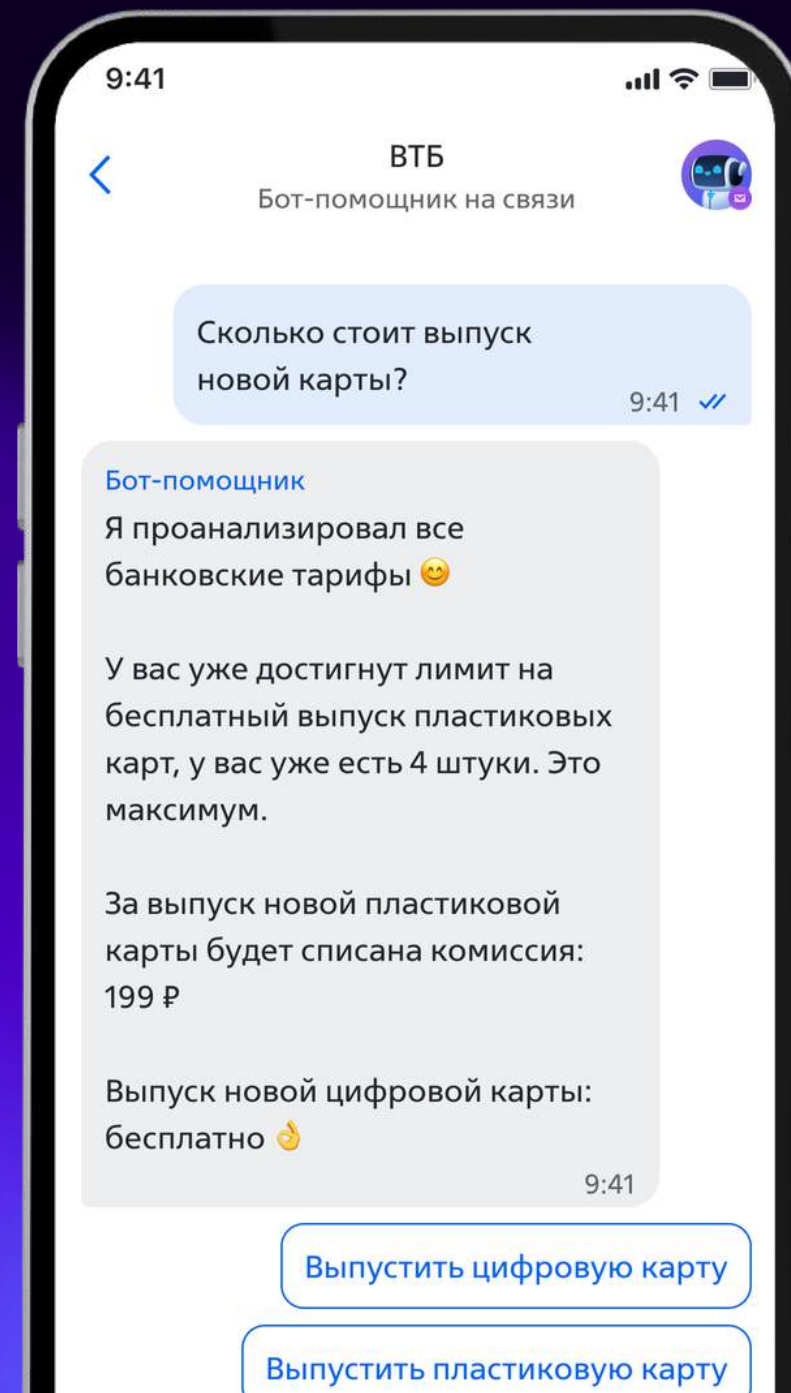 9:41
ВТБ
Бот-помощник на связи
Сколько стоит выпуск
новой карты?
9:41
Бот-помощник
Я проанализировал все
банковские тарифы 😊
У вас уже достигнут лимит на
бесплатный выпуск пластиковых
карт, у вас уже есть 4 штуки. Это
максимум.
За выпуск новой пластиковой
карты будет списана комиссия:
199 ₽
Выпуск новой цифровой карты:
бесплатно 👌
9:41
Выпустить цифровую карту
Выпустить пластиковую карту